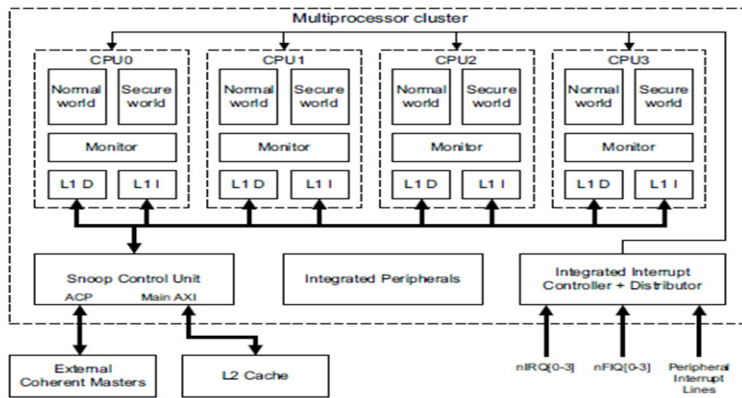 Multiprocessor cluster
CPU0
CPU1
CPU2
CPU3
Normal world
Secure world
Normal world
Secure world
Normal world
Secure world
Normal world
Secure world
Monitor
Monitor
Monitor
Monitor
L1 D
L1 I
L1 D
L1 I
L1 D
L1 I
L1 D
L1 I
Snoop Control Unit
ACP
Main AXI
Integrated Peripherals
Integrated Interrupt
Controller + Distributor
External
Coherent Masters
L2 Cache
nIRQ[0-3]
nFIQ[0-3]
Peripheral
Interrupt
Lines